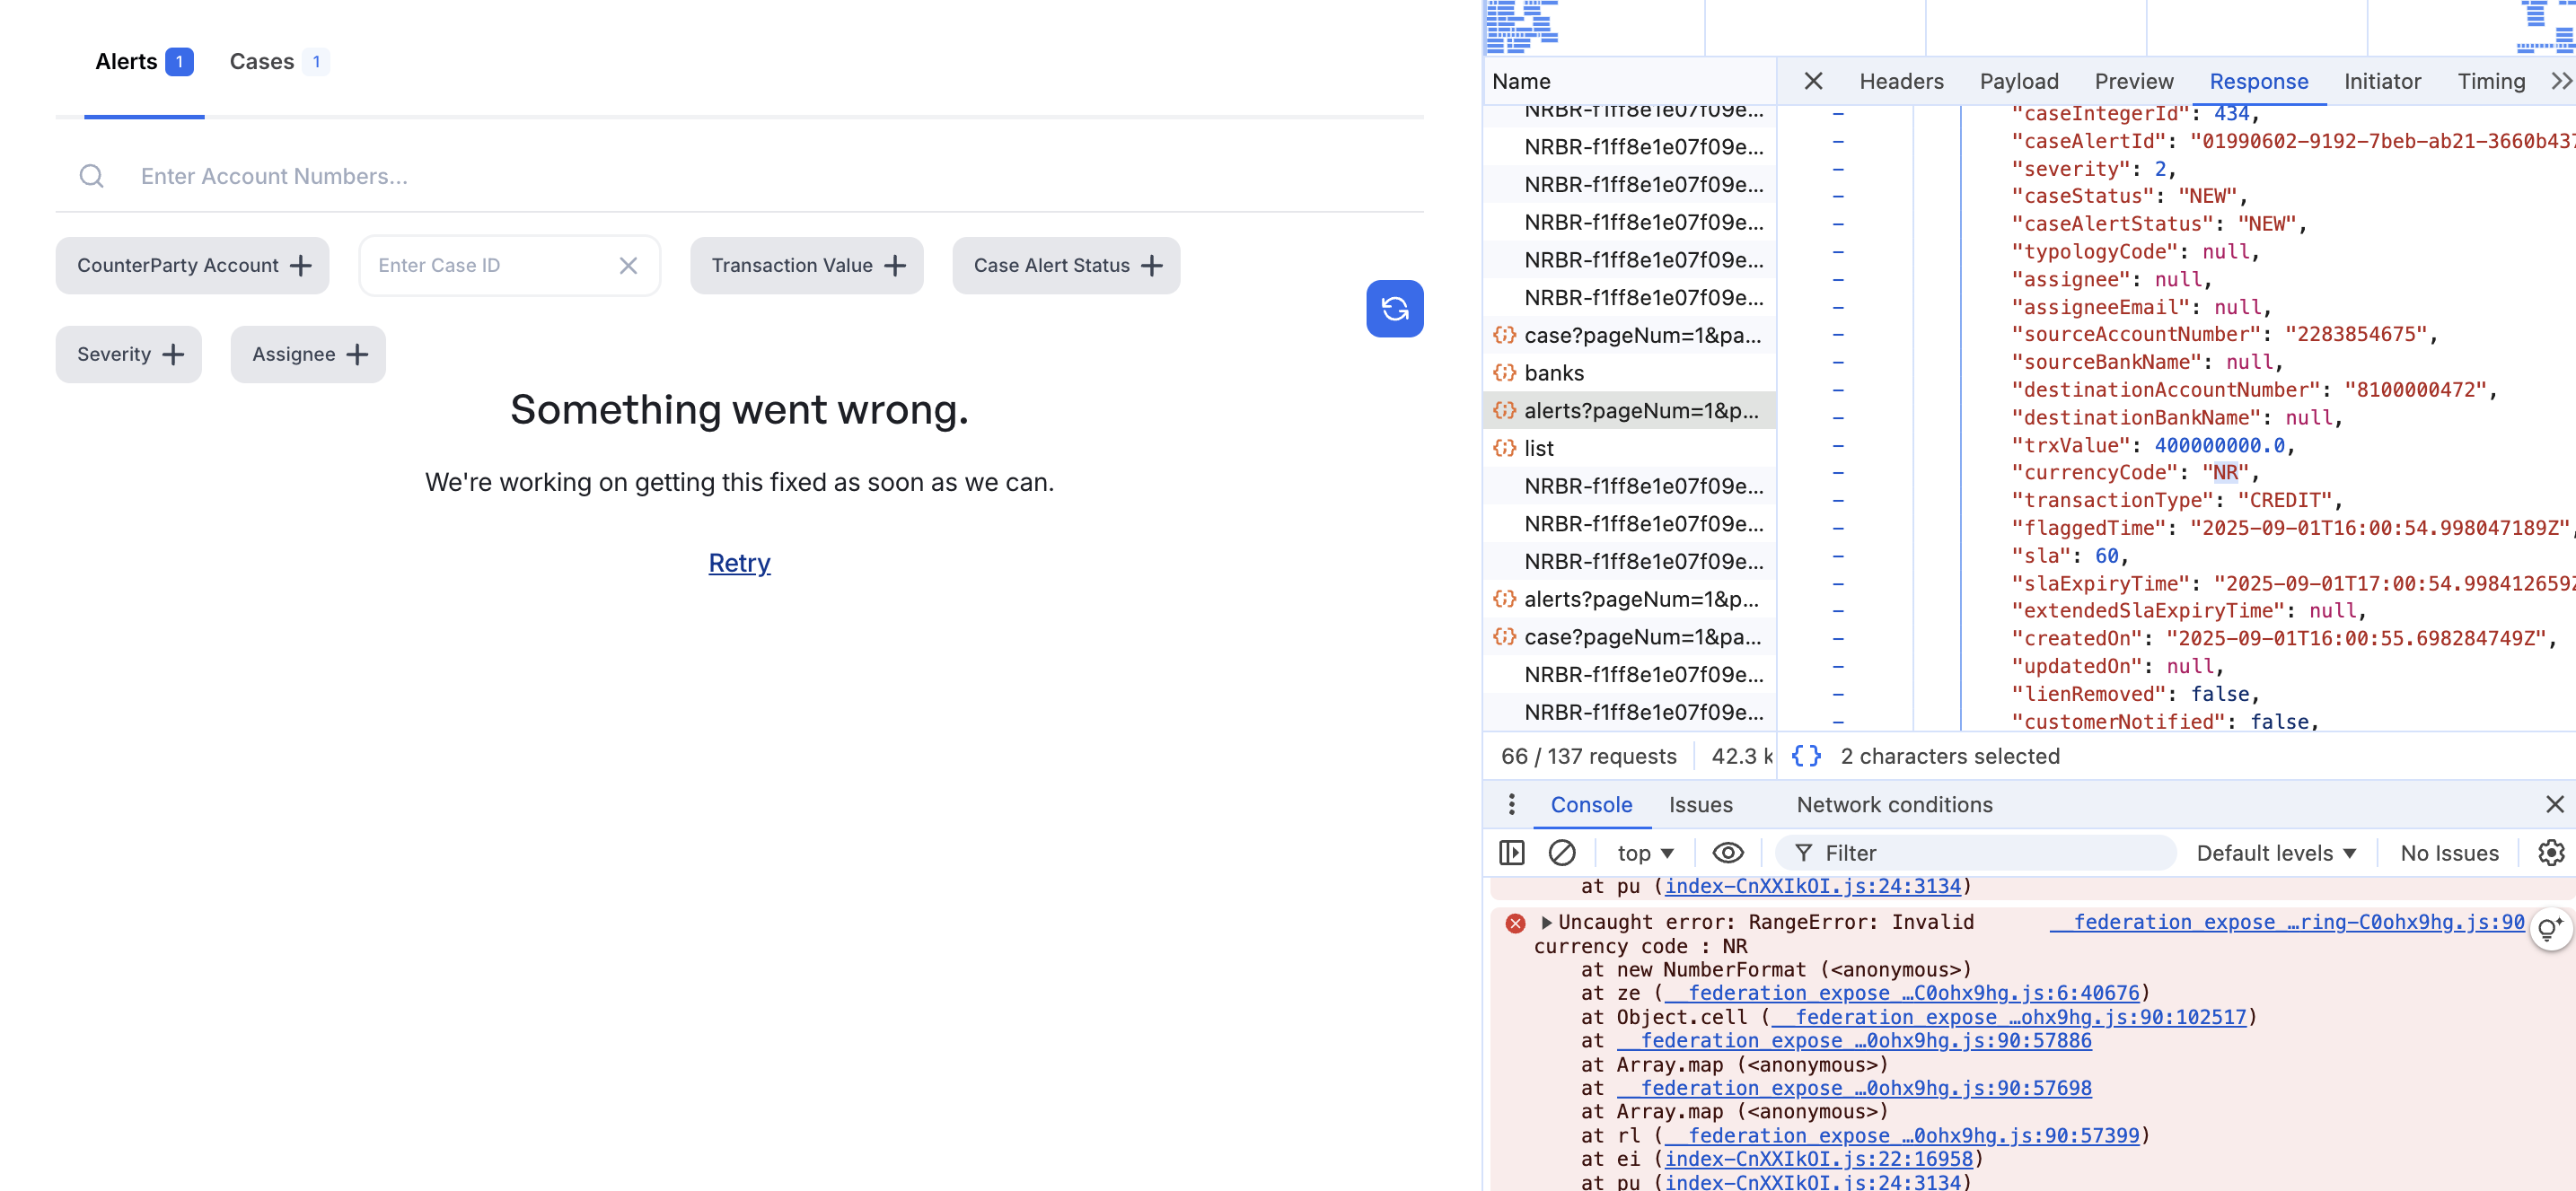 Alerts 1 Cases 1
Enter Account Numbers...
CounterParty Account
Enter Case ID
Transaction Value
Case Alert Status
Severity
Assignee
Something went wrong.
We're working on getting this fixed as soon as we can.
Retry
Name
NRBR-f1ff8e1e07f09e...
NRBR-f1ff8e1e07f09e...
NRBR-f1ff8e1e07f09e...
NRBR-f1ff8e1e07f09e...
NRBR-f1ff8e1e07f09e...
NRBR-f1ff8e1e07f09e...
case?pageNum=1&pa...
banks
alerts?pageNum=1&p...
list
NRBR-f1ff8e1e07f09e...
NRBR-f1ff8e1e07f09e...
NRBR-f1ff8e1e07f09e...
alerts?pageNum=1&p...
case?pageNum=1&pa...
NRBR-f1ff8e1e07f09e...
NRBR-f1ff8e1e07f09e...
66 / 137 requests 42.3 k
Headers Payload Preview Response Initiator Timing
"caseIntegerId": 434,
"caseAlertId": "01990602-9192-7beb-ab21-3660b437
"severity": 2,
"caseStatus": "NEW",
"caseAlertStatus": "NEW",
"typologyCode": null,
"assignee": null,
"assigneeEmail": null,
"sourceAccountNumber": "2283854675",
"sourceBankName": null,
"destinationAccountNumber": "8100000472",
"destinationBankName": null,
"trxValue": 400000000.0,
"currencyCode": "NR",
"transactionType": "CREDIT",
"flaggedTime": "2025-09-01T16:00:54.998047189Z",
"sla": 60,
"slaExpiryTime": "2025-09-01T17:00:54.998412659Z
"extendedSlaExpiryTime": null,
"createdOn": "2025-09-01T16:00:55.698284749Z",
"updatedOn": null,
"lienRemoved": false,
"customerNotified": false,
{} 2 characters selected
Console Issues Network conditions
top Filter Default levels No Issues
at pu (index-CnXXIkOI.js:24:3134)
Uncaught error: RangeError: Invalid __federation_expose_…ring-C0ohx9hg.js:90
currency code : NR
at new NumberFormat (<anonymous>)
at ze (__federation_expose_…C0ohx9hg.js:6:40676)
at Object.cell (__federation_expose_…ohx9hg.js:90:102517)
at __federation_expose_…0ohx9hg.js:90:57886
at Array.map (<anonymous>)
at __federation_expose_…0ohx9hg.js:90:57698
at Array.map (<anonymous>)
at rl (__federation_expose_…0ohx9hg.js:90:57399)
at ei (index-CnXXIkOI.js:22:16958)
at pu (index-CnXXIkOI.js:24:3134)